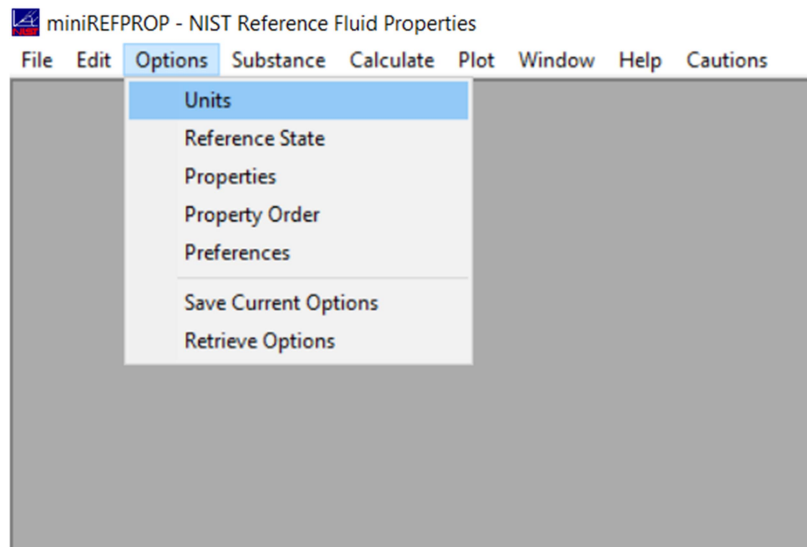 miniREFPROP - NIST Reference Fluid Properties
File Edit Options Substance Calculate Plot Window Help Cautions
Units
Reference State
Properties
Property Order
Preferences
Save Current Options
Retrieve Options